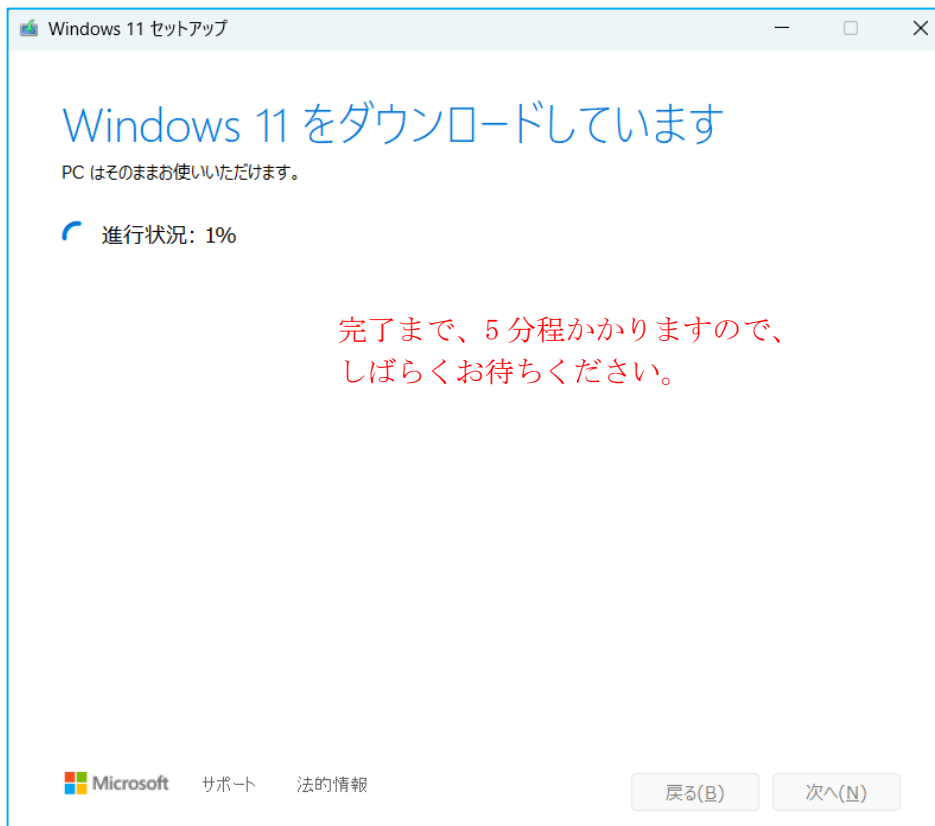 Windows 11 セットアップ
Windows 11 をダウンロードしています
PC はそのままお使いいただけます。
進行状況: 1%
完了まで、5 分程かかりますので、
しばらくお待ちください。
Microsoft サポート 法的情報 戻る(B) 次へ(N)